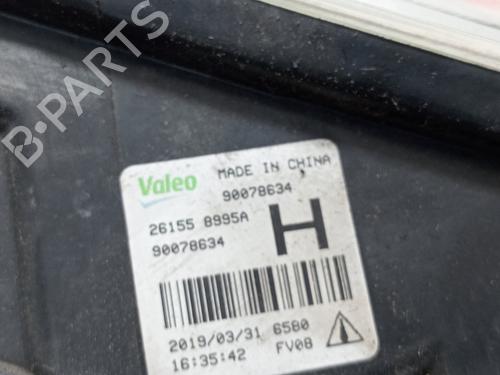 B-PARTS
Valeo MADE IN CHINA
90078634
26155 8995A
90078634
H
2019/03/31 6580
16:35:42 FV08